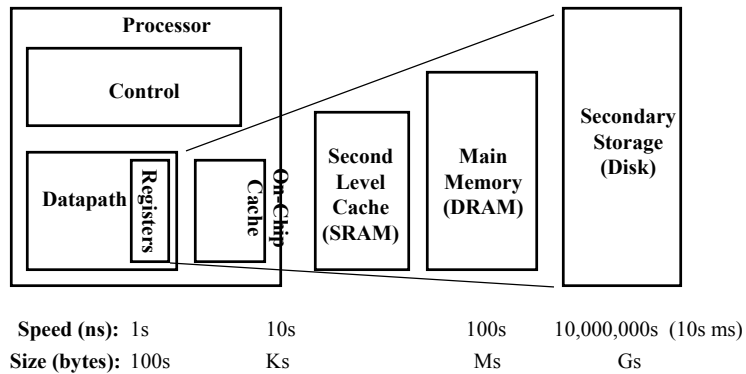 Processor
Control
Datapath
Registers
On-Chip
Cache
Second
Level
Cache
(SRAM)
Main
Memory
(DRAM)
Secondary
Storage
(Disk)
Speed (ns): 1s 10s 100s 10,000,000s (10s ms)
Size (bytes): 100s Ks Ms Gs